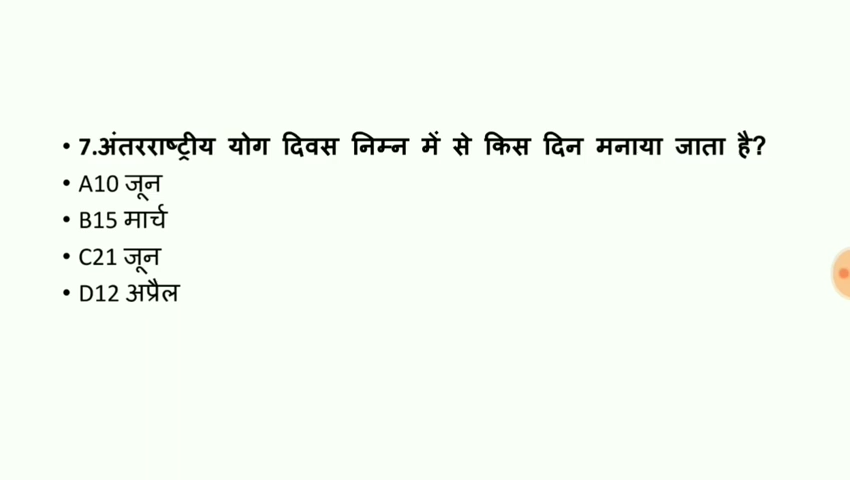 • 7.अंतरराष्ट्रीय योग दिवस निम्न में से किस दिन मनाया जाता है?
• A10 जून
• B15 मार्च
• C21 जून
• D12 अप्रैल